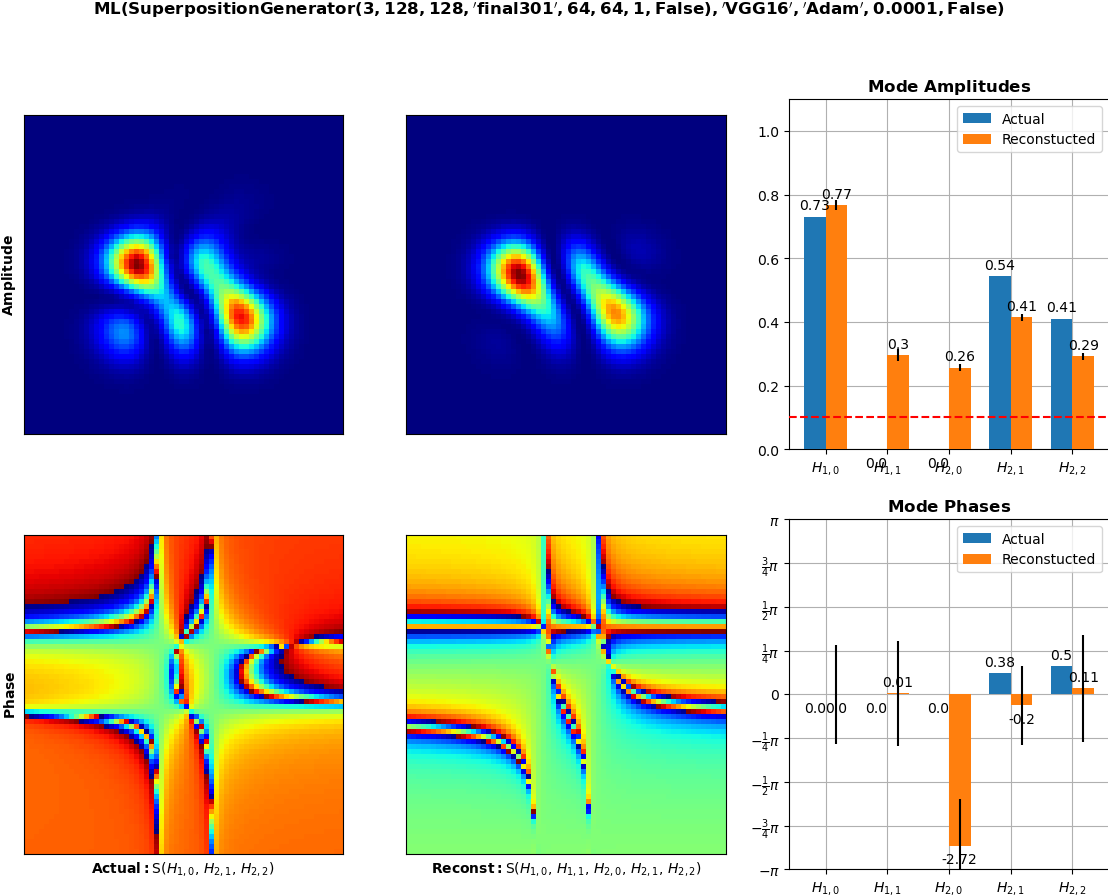 ML(SuperpositionGenerator(3, 128, 128, ′final301′, 64, 64, 1, False), ′VGG16′, ′Adam′, 0.0001, False)
Mode Amplitudes
Amplitude
Actual
Reconstucted
1.0
0.8
0.6
0.4
0.2
0.0
0.73
0.77
0.0
0.3
0.0
0.26
0.54
0.41
0.41
0.29
H1,0
H1,1
H2,0
H2,1
H2,2
Mode Phases
Phase
Actual
Reconstucted
π
3/4π
1/2π
1/4π
0
−1/4π
−1/2π
−3/4π
−π
0.0
0.0
0.0
0.01
0.0
-2.72
0.38
-0.2
0.5
0.11
H1,0
H1,1
H2,0
H2,1
H2,2
Actual: S(H1,0, H2,1, H2,2)
Reconst: S(H1,0, H1,1, H2,0, H2,1, H2,2)